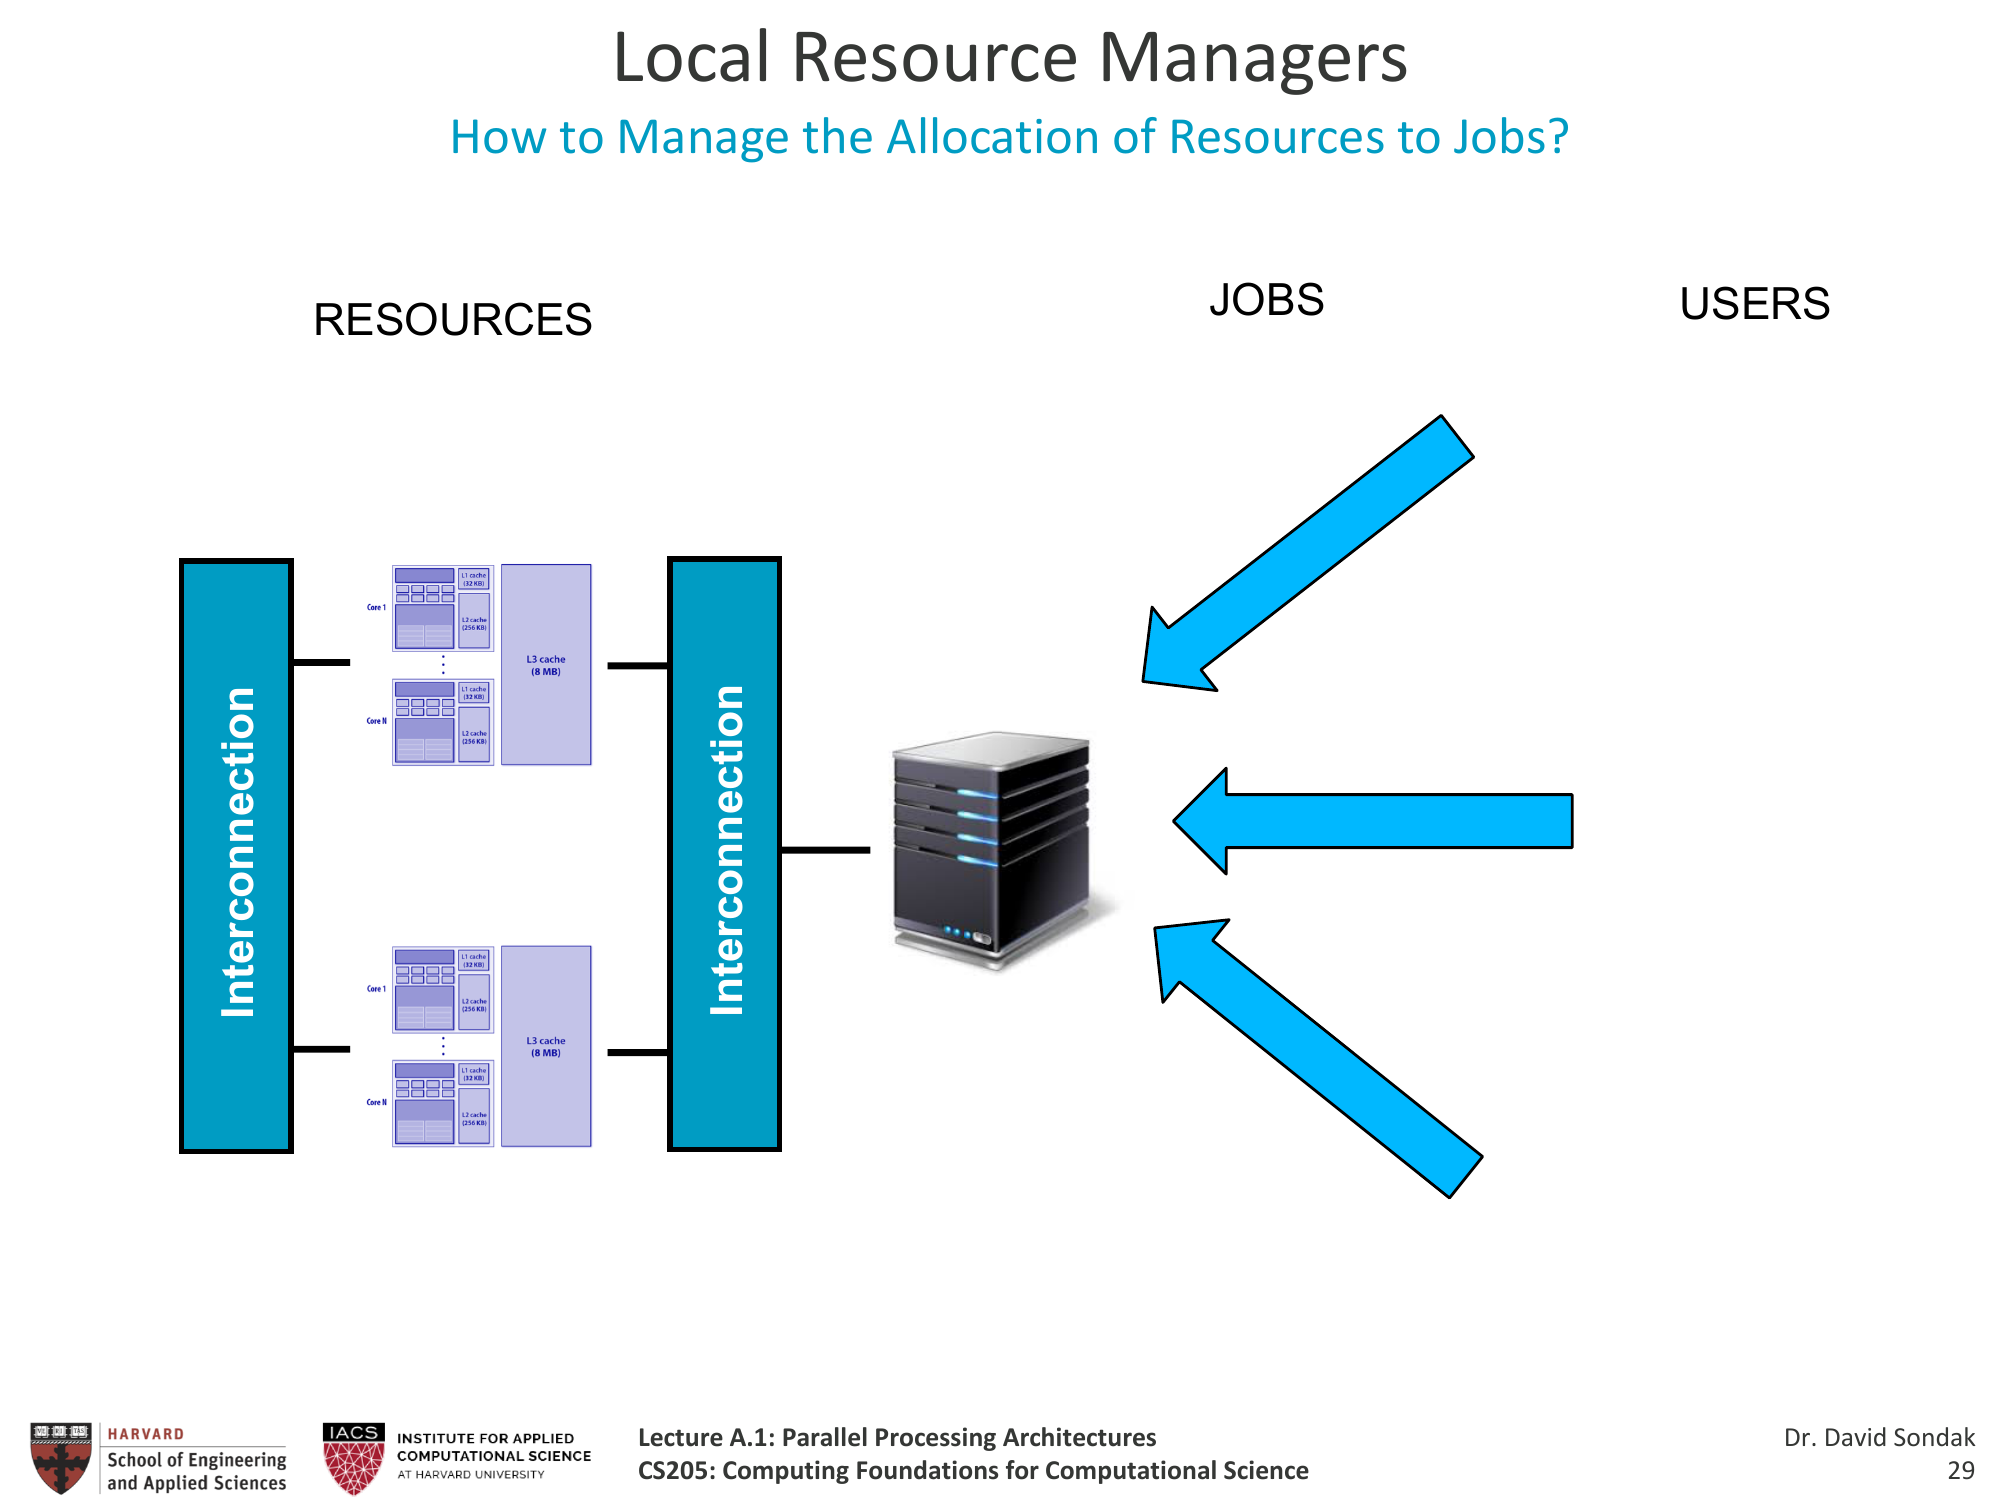 Local Resource Managers
How to Manage the Allocation of Resources to Jobs?
RESOURCES
JOBS
USERS
Interconnection
Core 1
L1 cache
(32 KB)
L2 cache
(256 KB)
Core N
L1 cache
(32 KB)
L2 cache
(256 KB)
L3 cache
(8 MB)
Core 1
L1 cache
(32 KB)
L2 cache
(256 KB)
Core N
L1 cache
(32 KB)
L2 cache
(256 KB)
L3 cache
(8 MB)
Interconnection
HARVARD
School of Engineering
and Applied Sciences
IACS
INSTITUTE FOR APPLIED
COMPUTATIONAL SCIENCE
AT HARVARD UNIVERSITY
Lecture A.1: Parallel Processing Architectures
CS205: Computing Foundations for Computational Science
Dr. David Sondak
29